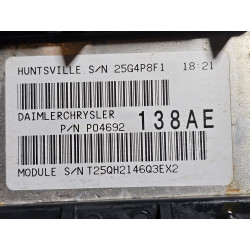 HUNTSVILLE S/N 25G4P8F1 18:21
DAIMLERCHRYSLER
P/N P04692 138AE
MODULE S/N T25QH2146Q3EX2